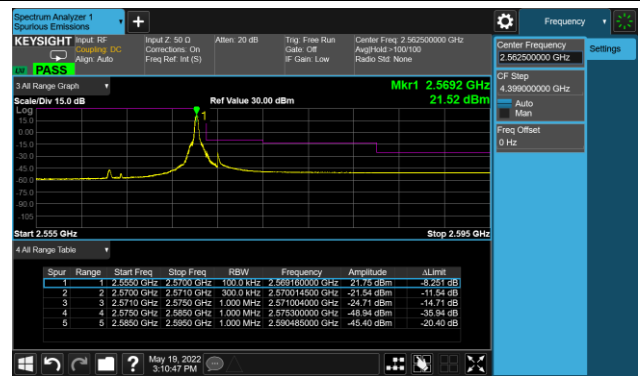 Spectrum Analyzer 1
Spurious Emissions
Frequency
KEYSIGHT Input: RF Input Z: 50 Ω Atten: 20 dB Trig: Free Run Center Freq: 2.562500000 GHz
Coupling: DC Corrections: On Gate: Off Avg|Hold:>100/100
Align: Auto Freq Ref: Int (S) IF Gain: Low Radio Std: None
LW PASS
Center Frequency
2.562500000 GHz
Settings
CF Step
4.399000000 GHz
Auto
Man
Freq Offset
0 Hz
3 All Range Graph
Mkr1 2.5692 GHz
Scale/Div 15.0 dB Ref Value 30.00 dBm 21.52 dBm
Log
1
15.0
0.00
-15.0
-30.0
-45.0
-60.0
-75.0
-90.0
-105
Start 2.555 GHz Stop 2.595 GHz
4 All Range Table
Spur Range Start Freq Stop Freq RBW Frequency Amplitude ΔLimit
1 1 2.5550 GHz 2.5700 GHz 100.0 kHz 2.569160000 GHz 21.75 dBm -8.251 dB
2 2 2.5700 GHz 2.5710 GHz 300.0 kHz 2.570014500 GHz -21.54 dBm -11.54 dB
3 3 2.5710 GHz 2.5750 GHz 1.000 MHz 2.571004000 GHz -24.71 dBm -14.71 dB
4 4 2.5750 GHz 2.5850 GHz 1.000 MHz 2.575300000 GHz -48.94 dBm -35.94 dB
5 5 2.5850 GHz 2.5950 GHz 1.000 MHz 2.590485000 GHz -45.40 dBm -20.40 dB
May 19, 2022
3:10:47 PM